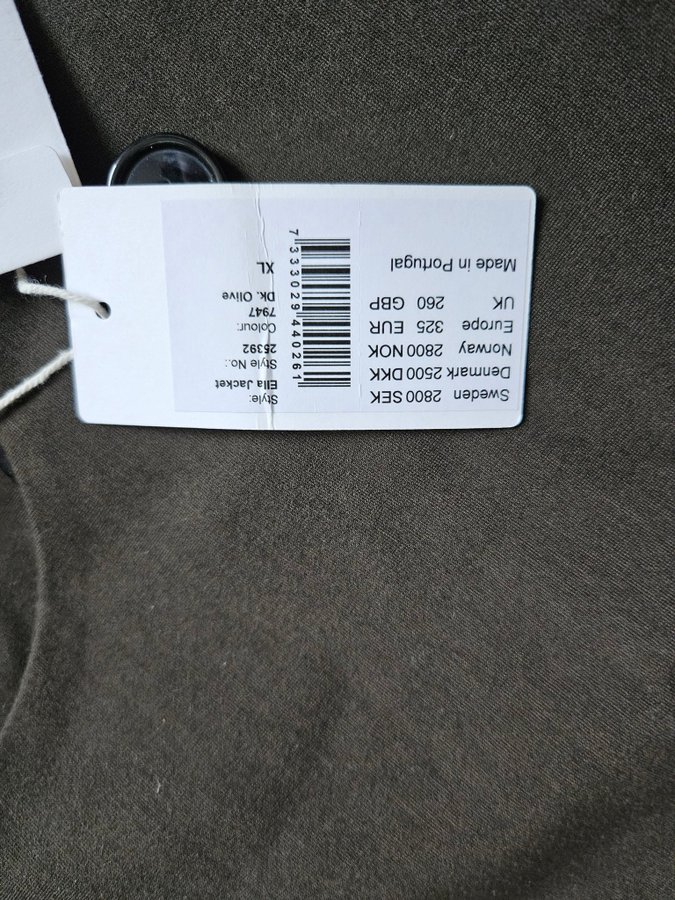 Style:
Ella Jacket
Style No.:
25392
Colour:
7947
Dk. Olive
XL
7 333029 440261
Sweden 2800 SEK
Denmark 2500 DKK
Norway 2800 NOK
Europe 325 EUR
UK 260 GBP
Made in Portugal